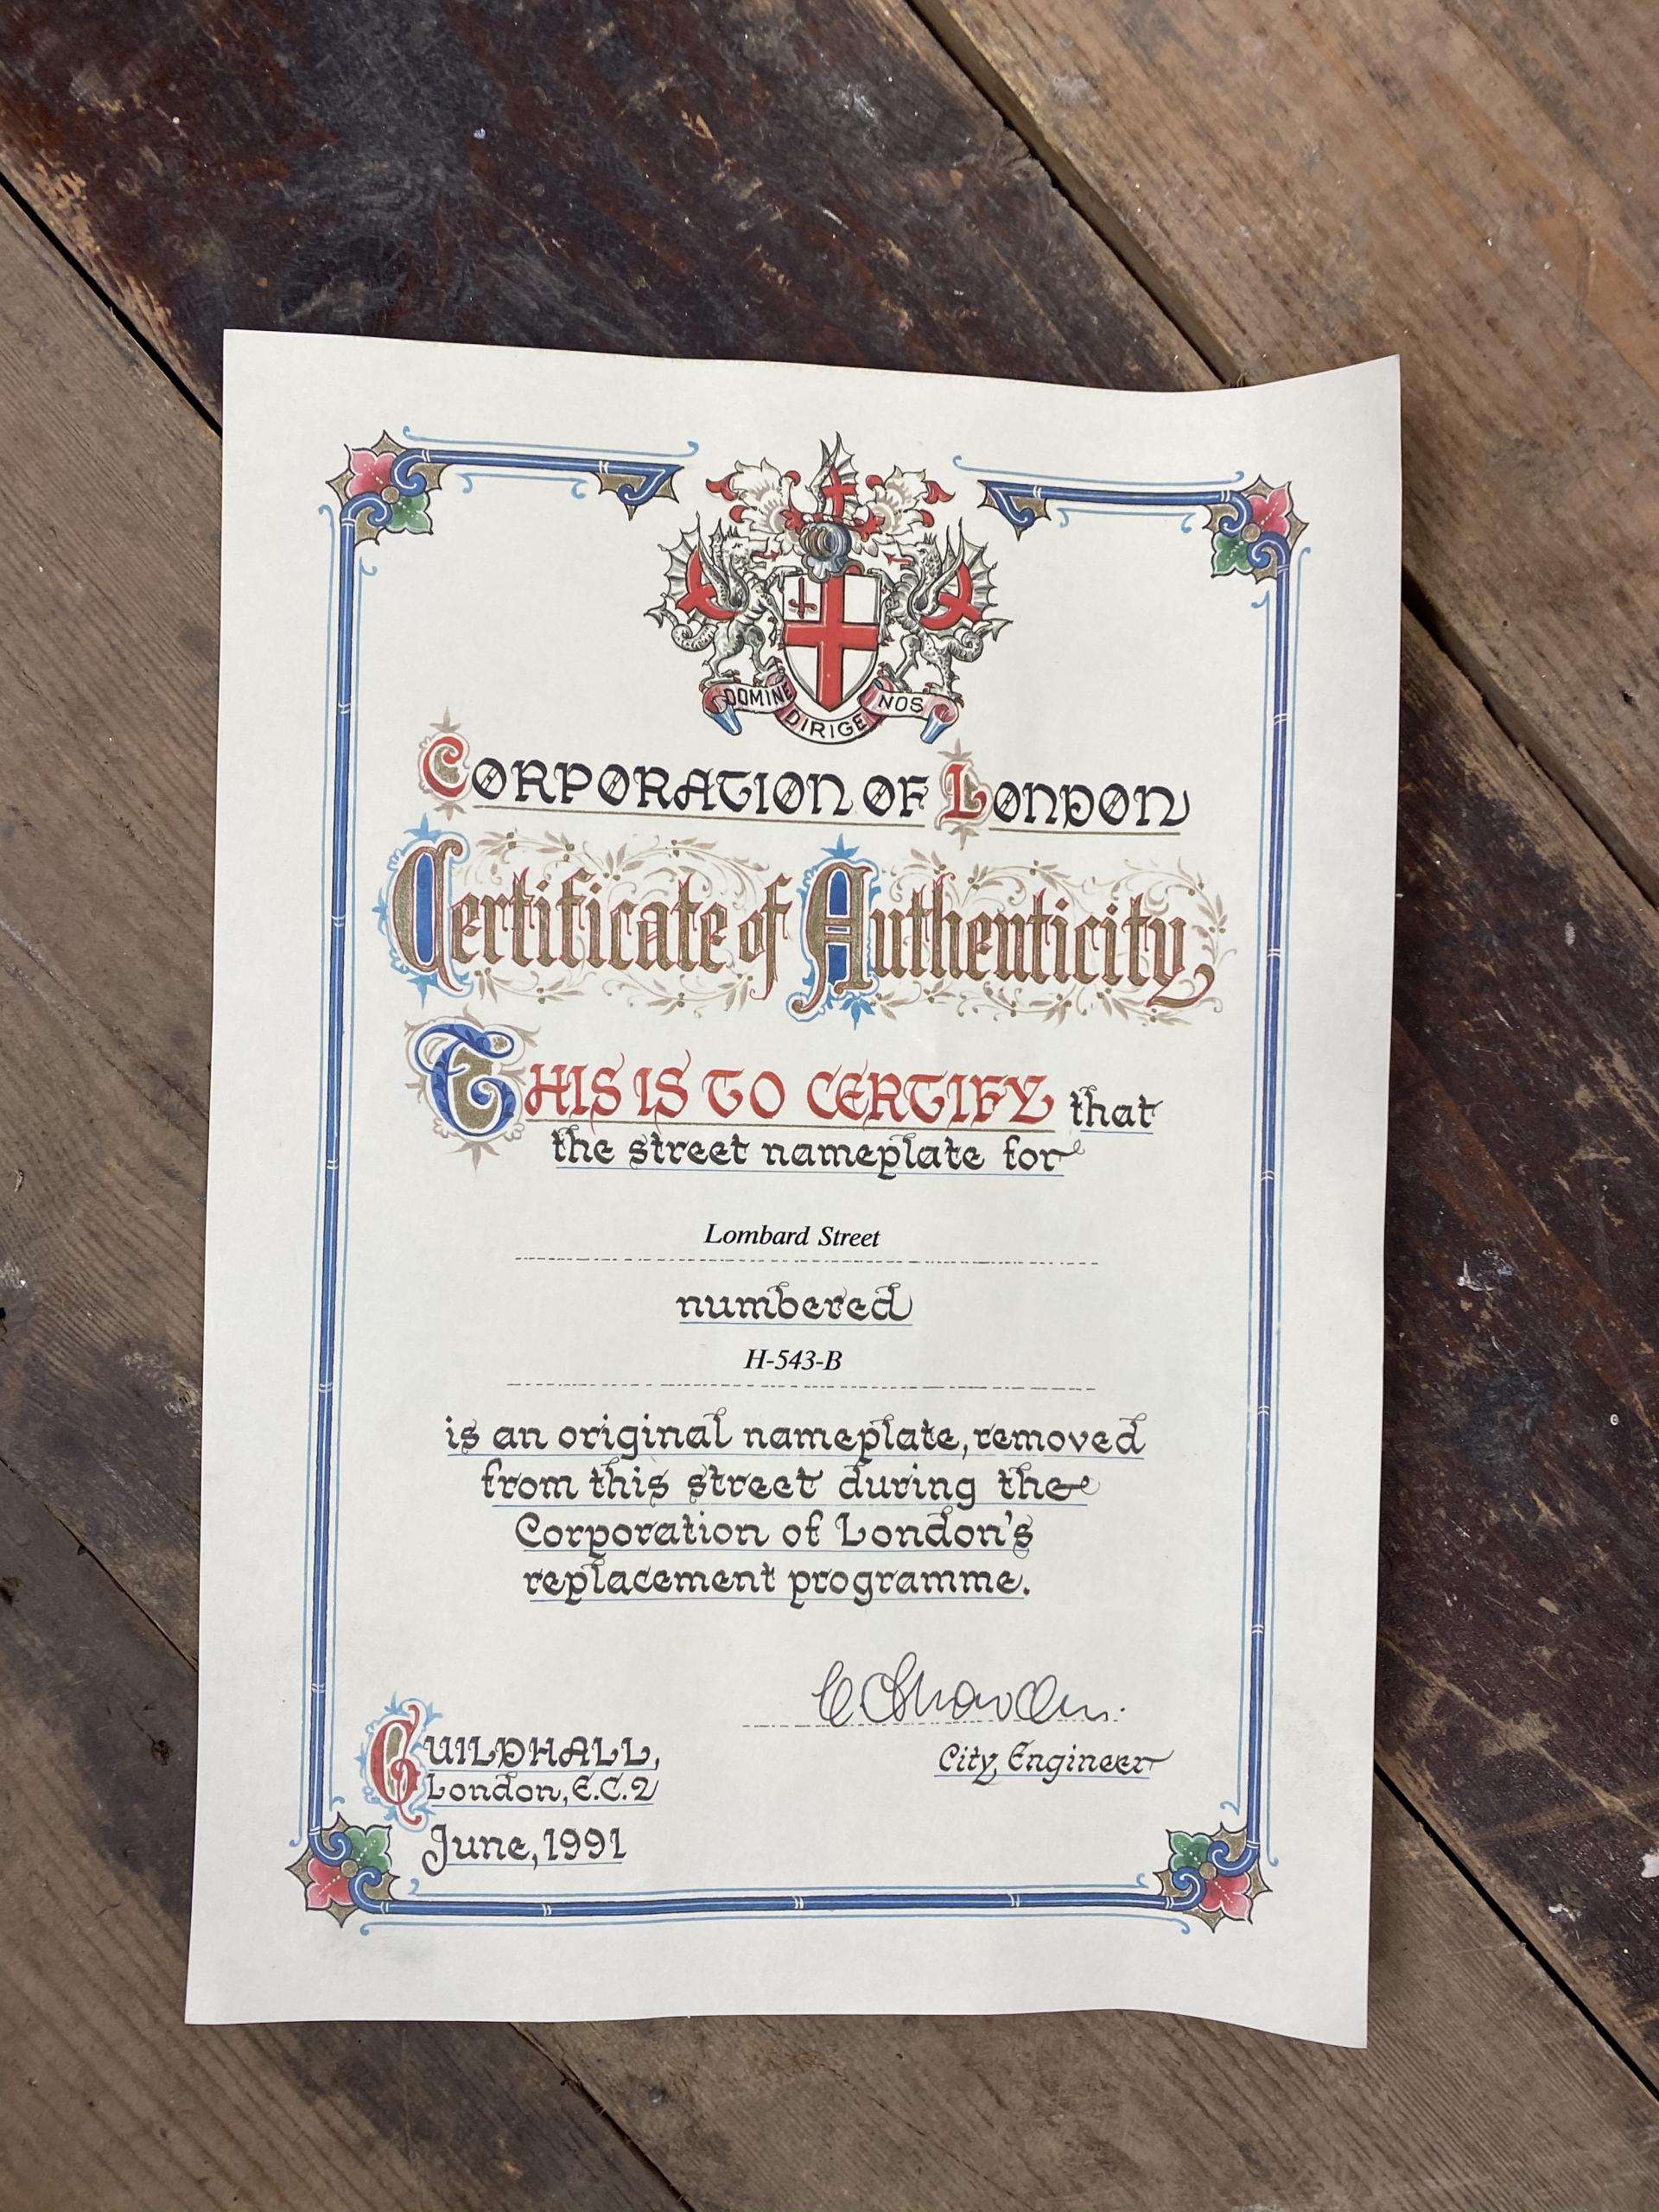 DOMINE DIRIGE NOS
CORPORATION OF LONDON
Certificate of Authenticity
THIS IS TO CERTIFY that
the street nameplate for
Lombard Street
numbered
H-543-B
is an original nameplate, removed
from this street during the
Corporation of London's
replacement programme.
GUILDHALL,
London, E.C.2
June, 1991
City Engineer